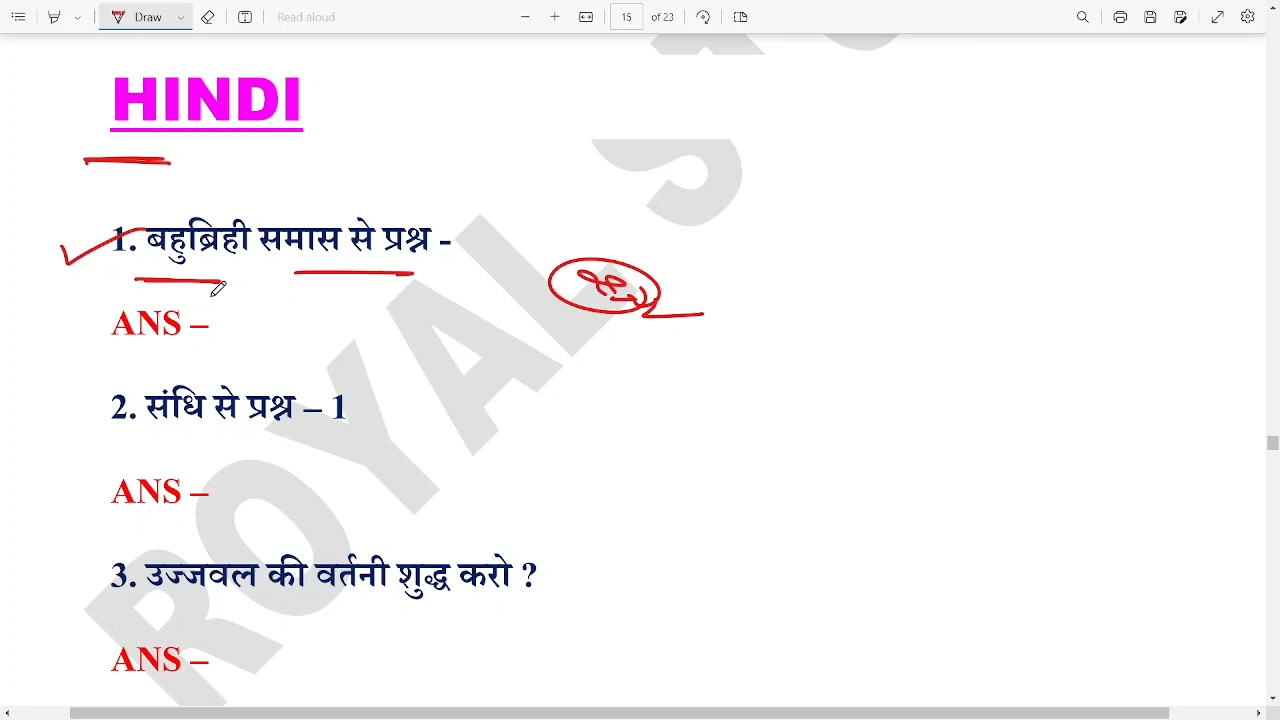 Draw
Read aloud
15
of 23
HINDI
1. बहुब्रिही समास से प्रश्न -
ANS –
2. संधि से प्रश्न – 1
ANS –
3. उज्जवल की वर्तनी शुद्ध करो ?
ANS –
ROYAL